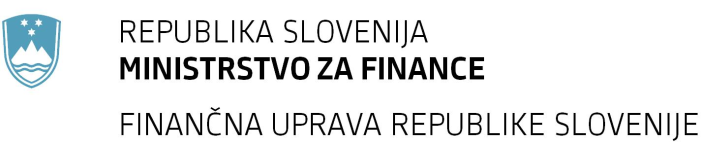 REPUBLIKA SLOVENIJA
MINISTRSTVO ZA FINANCE
FINANČNA UPRAVA REPUBLIKE SLOVENIJE